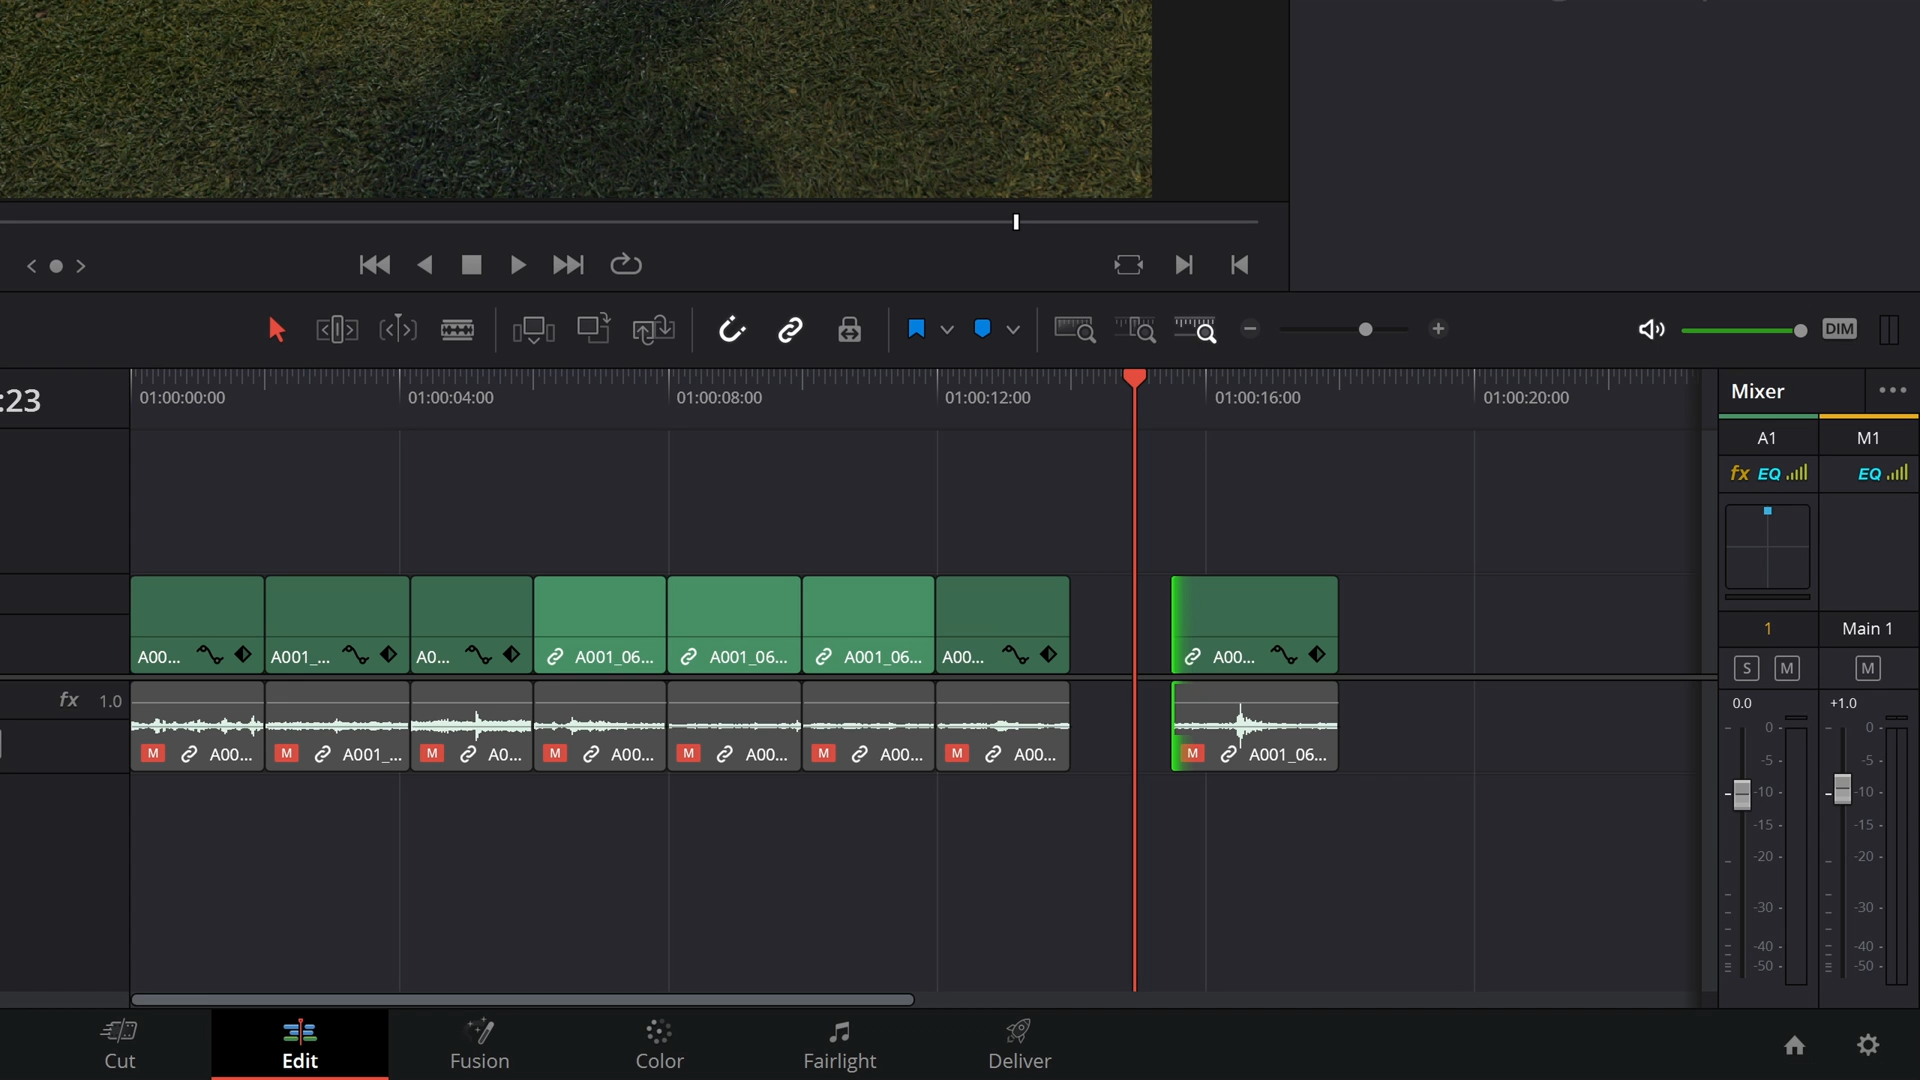 DIM
:23
01:00:00:00
01:00:04:00
01:00:08:00
01:00:12:00
01:00:16:00
01:00:20:00
Mixer
A1
M1
fx EQ
EQ
A00...
A001_...
A0...
A001_06...
A001_06...
A001_06...
A00...
A00...
1
Main 1
S
M
M
fx 1.0
0.0
+1.0
M A00...
M A001_...
M A0...
M A00...
M A00...
M A00...
M A00...
M A001_06...
0
-5
-10
-15
-20
-30
-40
-50
0
-5
-10
-15
-20
-30
-40
-50
Cut
Edit
Fusion
Color
Fairlight
Deliver